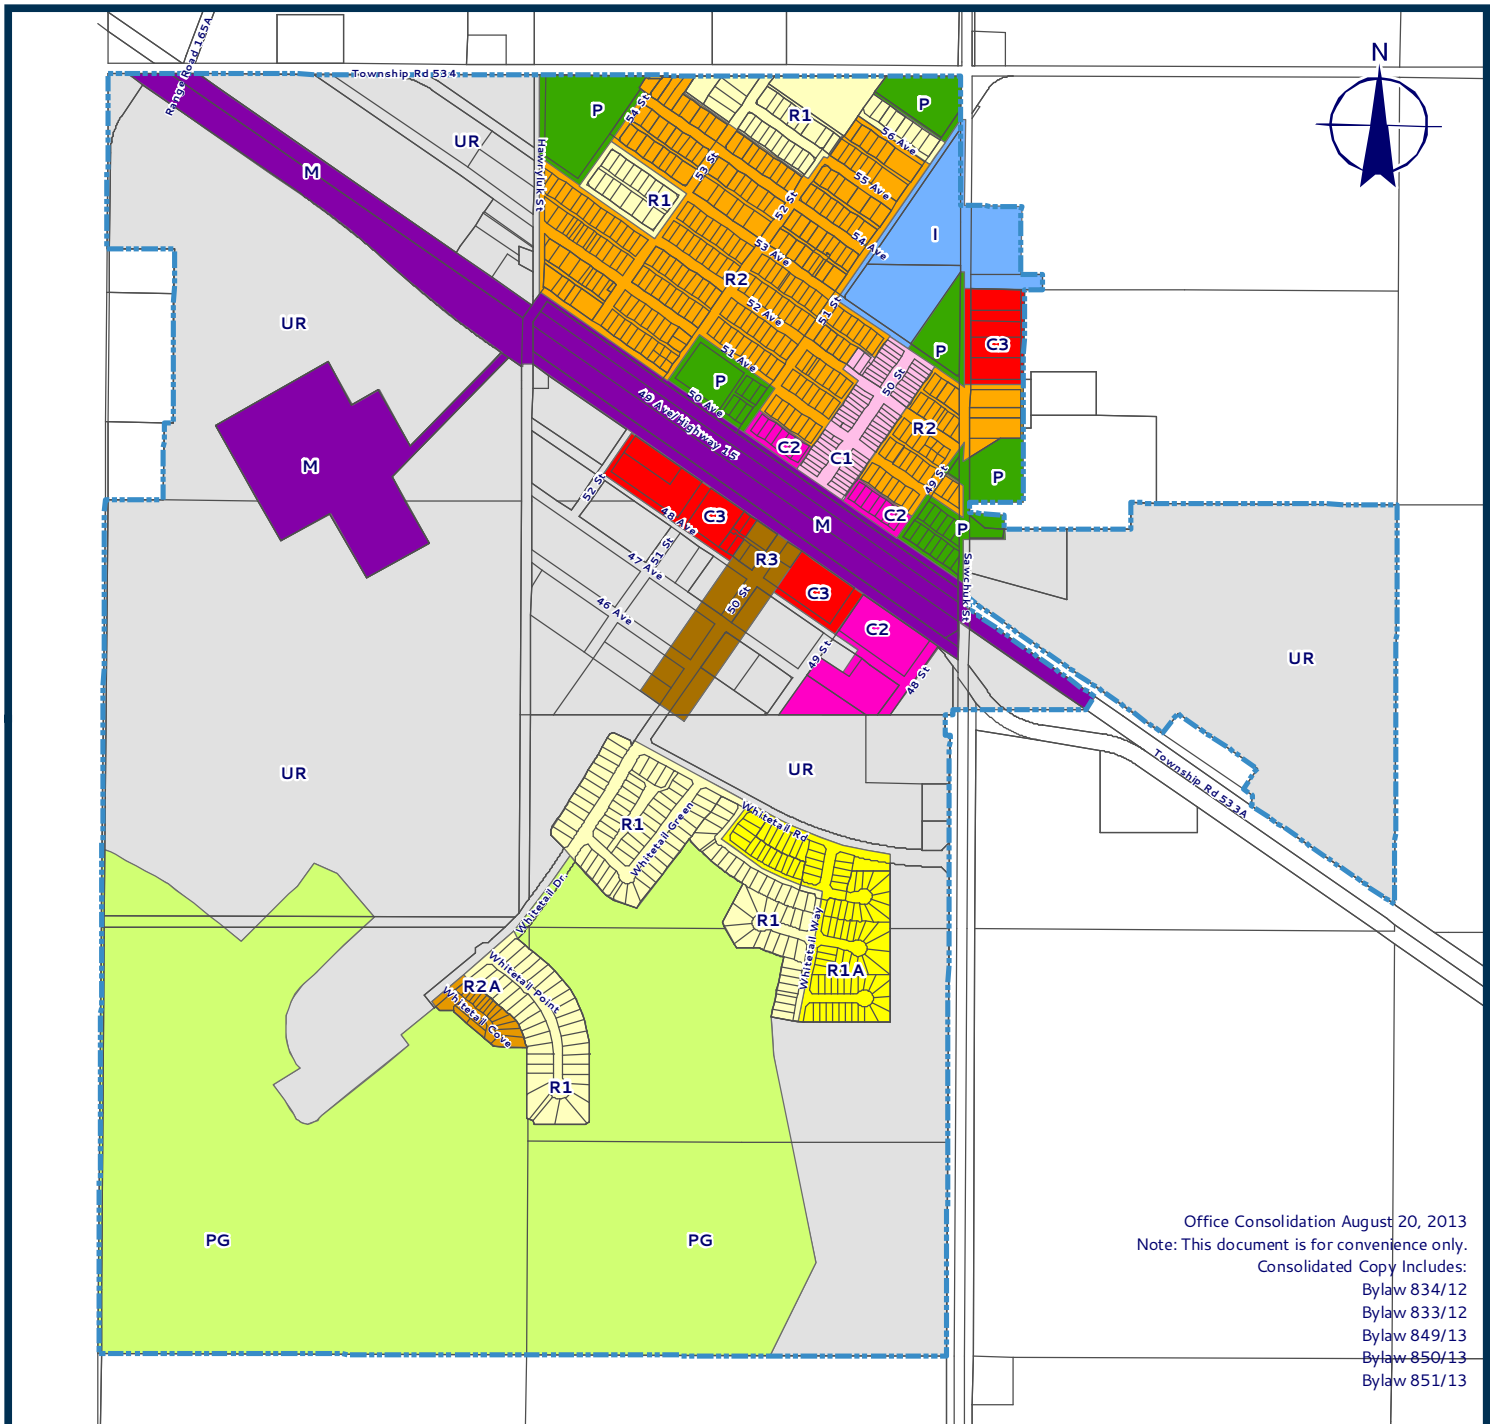 N
Range Road 165A
Township Rd 534
P
P
R1
54 St
UR
56 Ave
Hawryluk St
M
53 St
55 Ave
R1
52 St
I
54 Ave
53 Ave
R2
51 St
52 Ave
UR
C3
P
51 Ave
P
50 St
50 Ave
49 Ave/Highway 15
R2
C2
C1
M
P
49 St
52 St
C3
C2
48 Ave
M
P
51 St
R3
47 Ave
Sawchuk St
C3
50 St
46 Ave
C2
49 St
UR
48 St
UR
UR
Township Rd 533A
Whitetail Rd
R1
Whitetail Green
Whitetail Dr.
R1
Whitetail Way
R1A
R2A
Whitetail Point
Whitetail Cove
R1
PG
PG
Office Consolidation August 20, 2013
Note: This document is for convenience only.
Consolidated Copy Includes:
Bylaw 834/12
Bylaw 833/12
Bylaw 849/13
Bylaw 850/13
Bylaw 851/13